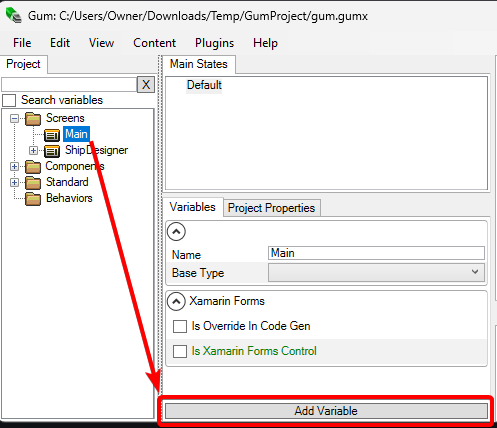 Gum: C:/Users/Owner/Downloads/Temp/GumProject/gum.gumx
File Edit View Content Plugins Help
Project
X
Search variables
Screens
Main
ShipDesigner
Components
Standard
Behaviors
Main States
Default
Variables Project Properties
Name Main
Base Type
Xamarin Forms
Is Override In Code Gen
Is Xamarin Forms Control
Add Variable